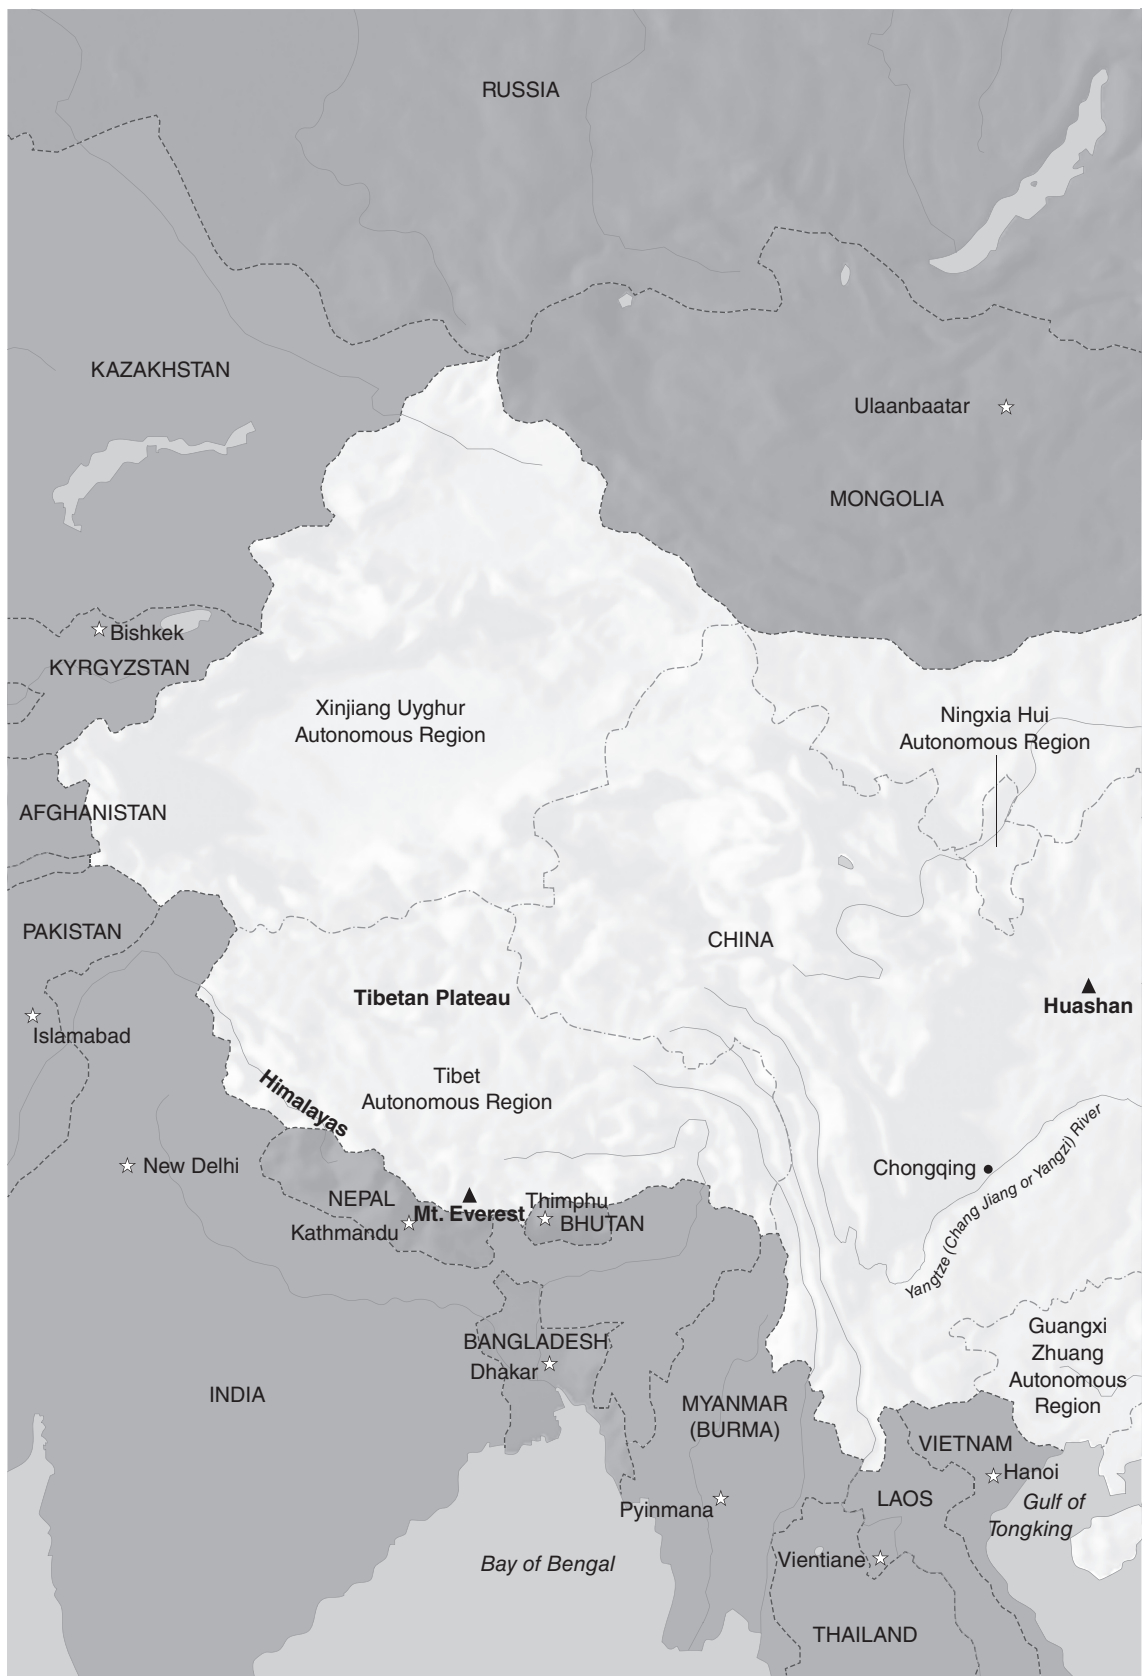 RUSSIA
KAZAKHSTAN
Ulaanbaatar
MONGOLIA
Bishkek
KYRGYZSTAN
Xinjiang Uyghur
Autonomous Region
Ningxia Hui
Autonomous Region
AFGHANISTAN
PAKISTAN
CHINA
Tibetan Plateau
Huashan
Islamabad
Himalayas
Tibet
Autonomous Region
New Delhi
Chongqing
Yangtze (Chang Jiang or Yangzi) River
NEPAL
Kathmandu
Mt. Everest
Thimphu
BHUTAN
BANGLADESH
Dhakar
Guangxi
Zhuang
Autonomous
Region
INDIA
MYANMAR
(BURMA)
VIETNAM
Hanoi
LAOS
Gulf of
Tongking
Pyinmana
Bay of Bengal
Vientiane
THAILAND